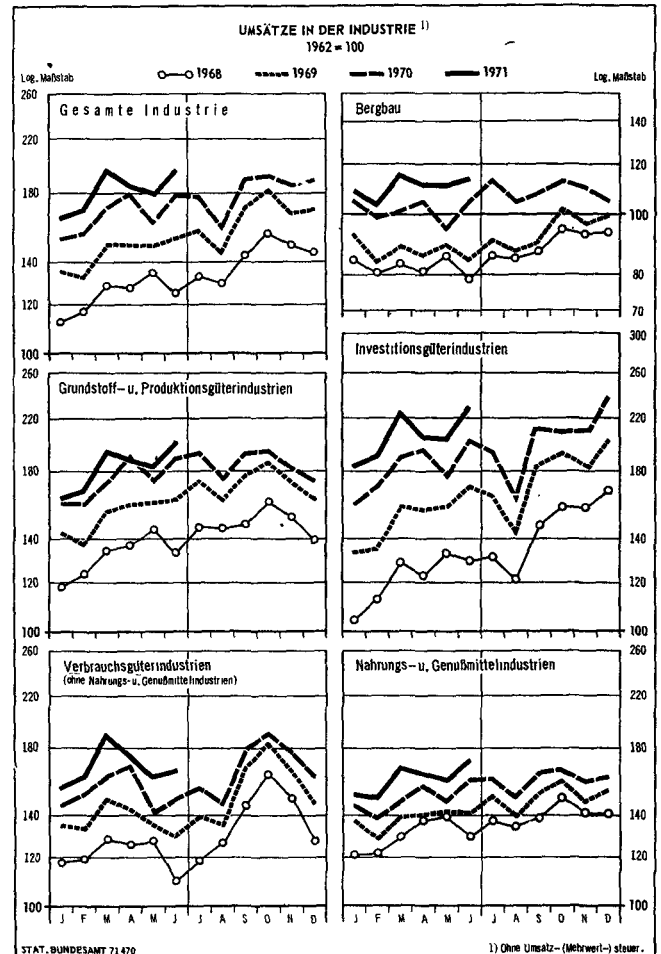 UMSÄTZE IN DER INDUSTRIE 1)
1962 = 100
Log. Maßstab
1968
1969
1970
1971
Log. Maßstab
Gesamte Industrie
260
220
180
140
120
100
Bergbau
140
120
100
80
70
Grundstoff- u. Produktionsgüterindustrien
260
220
180
140
120
100
Investitionsgüterindustrien
300
260
220
180
140
120
100
Verbrauchsgüterindustrien
(ohne Nahrungs- u. Genußmittelindustrien)
260
220
180
140
120
100
J F M A M J J A S O N D
Nahrungs- u. Genußmittelindustrien
260
220
180
140
120
100
J F M A M J J A S O N D
STAT. BUNDESAMT 71 470
1) Ohne Umsatz- (Mehrwert-) steuer.